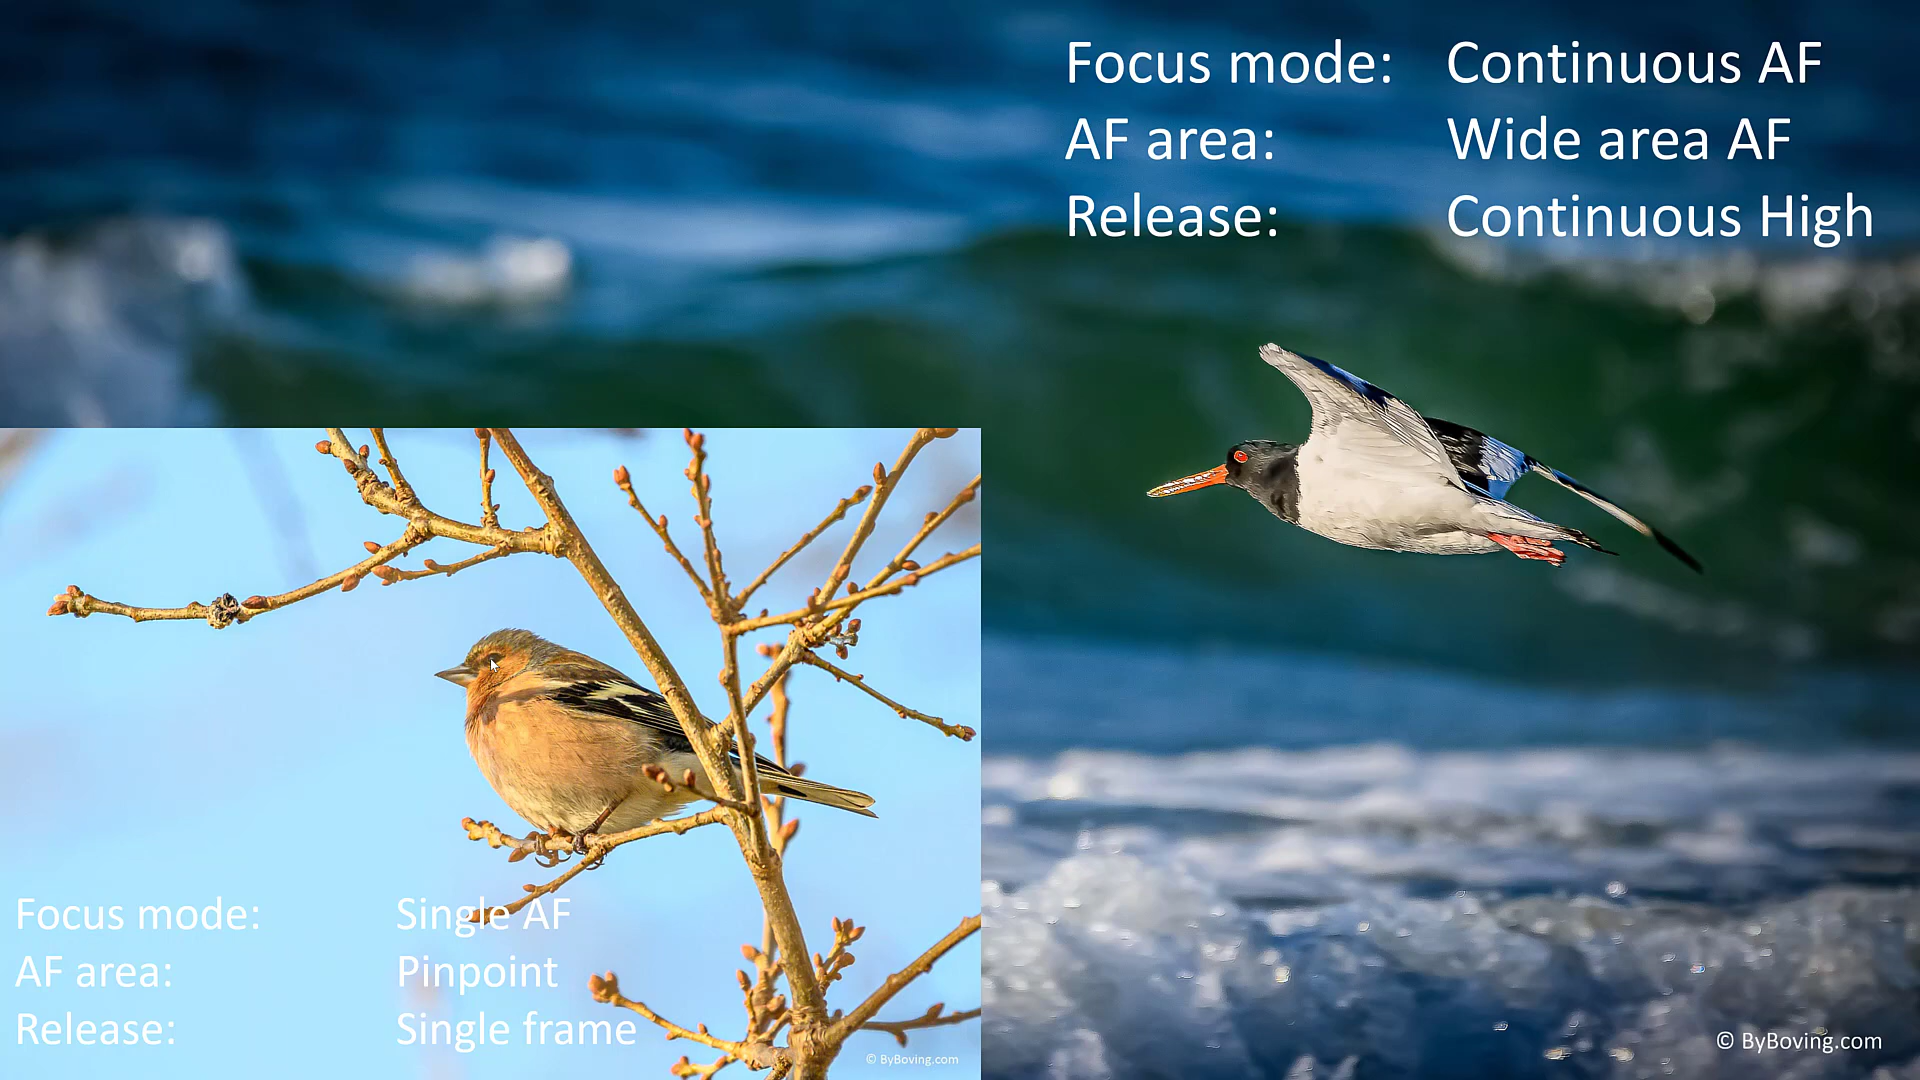 Focus mode: Continuous AF
AF area: Wide area AF
Release: Continuous High
Focus mode: Single AF
AF area: Pinpoint
Release: Single frame
© ByBoving.com
© ByBoving.com